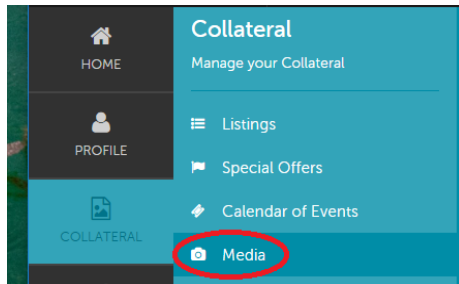 HOME
PROFILE
COLLATERAL
Collateral
Manage your Collateral
Listings
Special Offers
Calendar of Events
Media